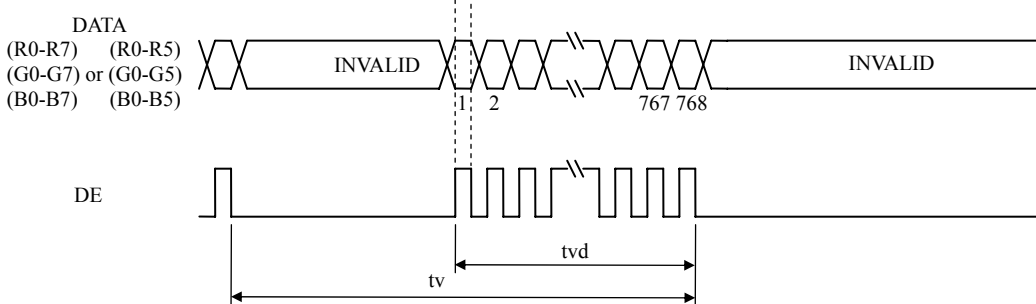 DATA
(R0-R7) (R0-R5)
(G0-G7) or (G0-G5)
(B0-B7) (B0-B5)
INVALID
INVALID
1 2 767 768
DE
tvd
tv